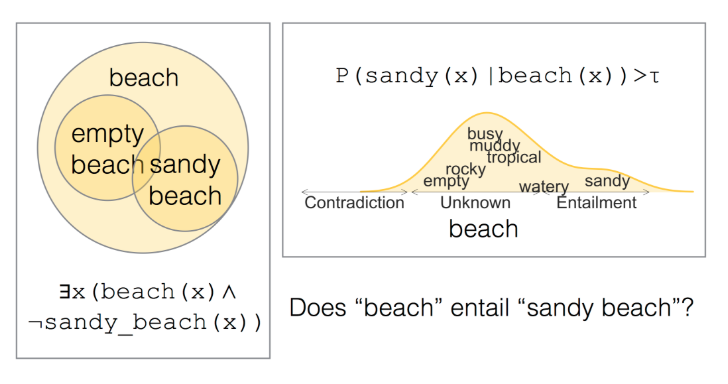 beach
empty
beach
sandy
beach
∃x(beach(x)∧
¬sandy_beach(x))
P(sandy(x)|beach(x))>τ
busy
muddy
tropical
rocky
empty
watery
sandy
Contradiction
Unknown
Entailment
beach
Does “beach” entail “sandy beach”?